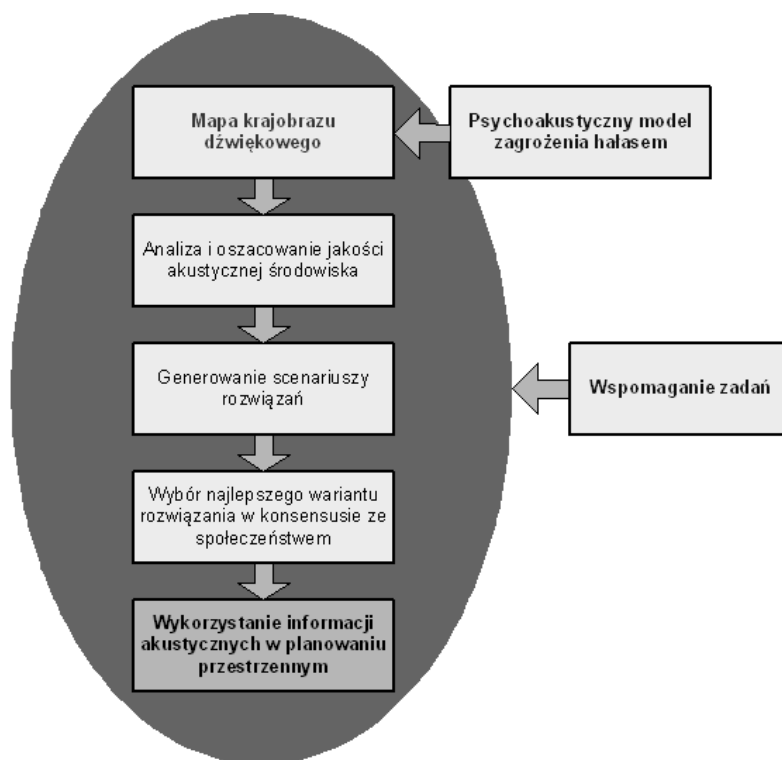 Mapa krajobrazu
dźwiękowego
Psychoakustyczny model
zagrożenia hałasem
Analiza i oszacowanie jakości
akustycznej środowiska
Generowanie scenariuszy
rozwiązań
Wspomaganie zadań
Wybór najlepszego wariantu
rozwiązania w konsensusie ze
społeczeństwem
Wykorzystanie informacji
akustycznych w planowaniu
przestrzennym